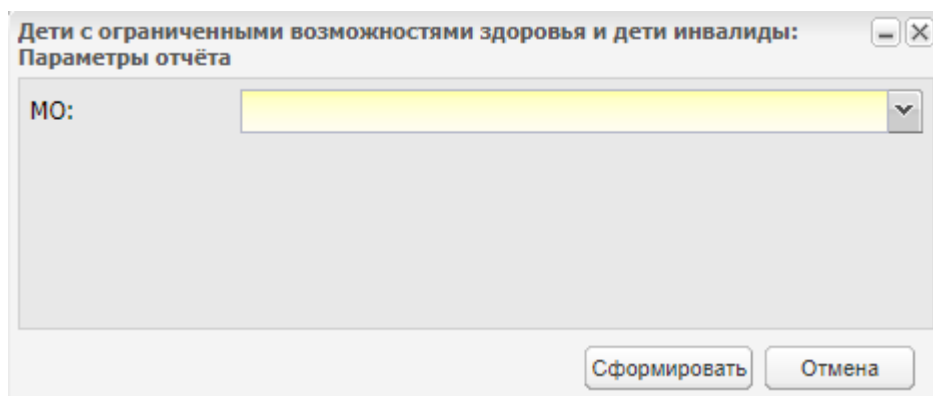 Дети с ограниченными возможностями здоровья и дети инвалиды:
Параметры отчёта
МО:
Сформировать
Отмена